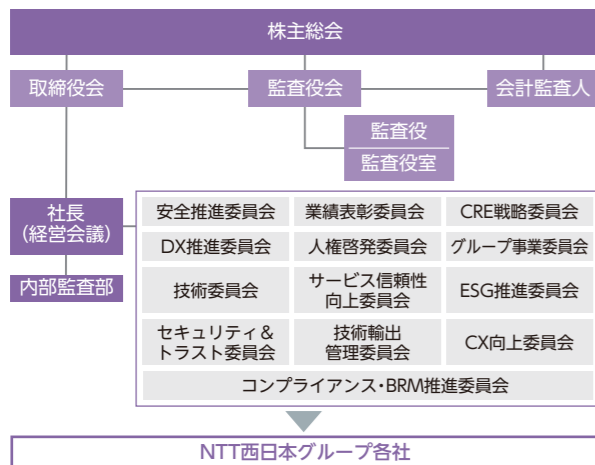 株主総会
取締役会
監査役会
会計監査人
監査役
監査役室
社長
（経営会議）
内部監査部
安全推進委員会
業績表彰委員会
CRE戦略委員会
DX推進委員会
人権啓発委員会
グループ事業委員会
技術委員会
サービス信頼性
向上委員会
ESG推進委員会
セキュリティ＆
トラスト委員会
技術輸出
管理委員会
CX向上委員会
コンプライアンス・BRM推進委員会
NTT西日本グループ各社